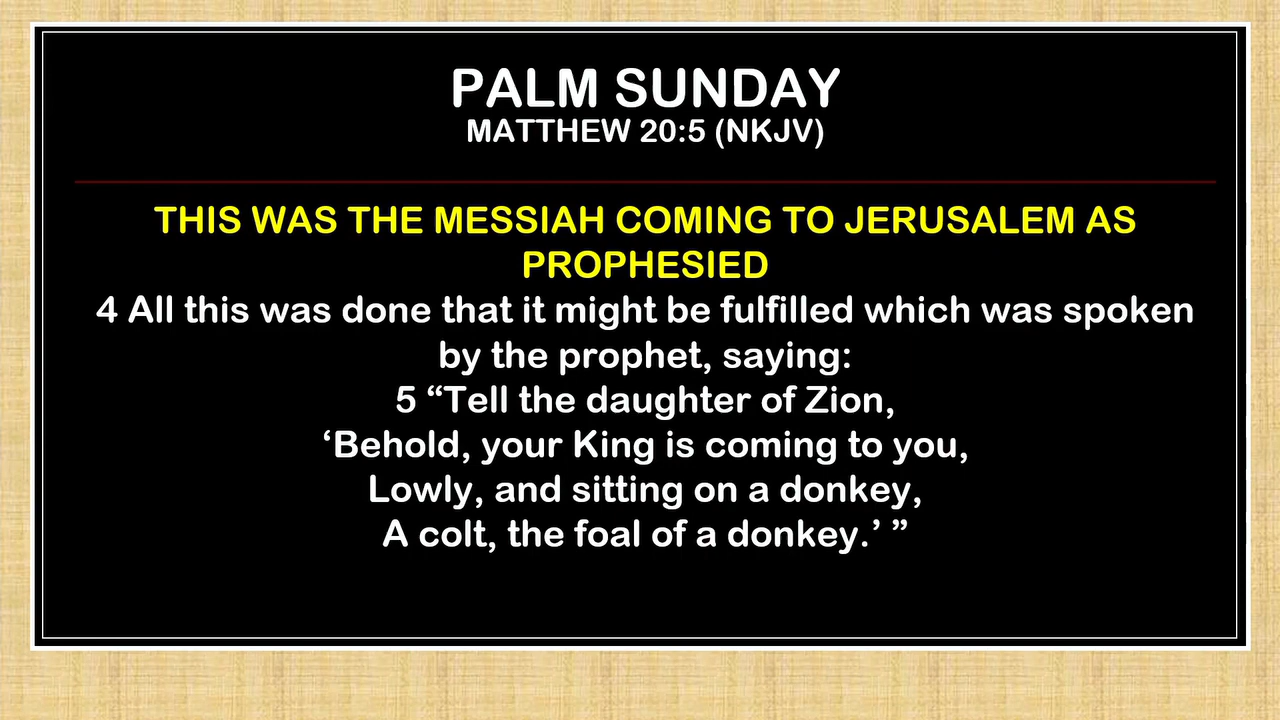 PALM SUNDAY
MATTHEW 20:5 (NKJV)
THIS WAS THE MESSIAH COMING TO JERUSALEM AS
PROPHESIED
4 All this was done that it might be fulfilled which was spoken
by the prophet, saying:
5 “Tell the daughter of Zion,
‘Behold, your King is coming to you,
Lowly, and sitting on a donkey,
A colt, the foal of a donkey.’ ”